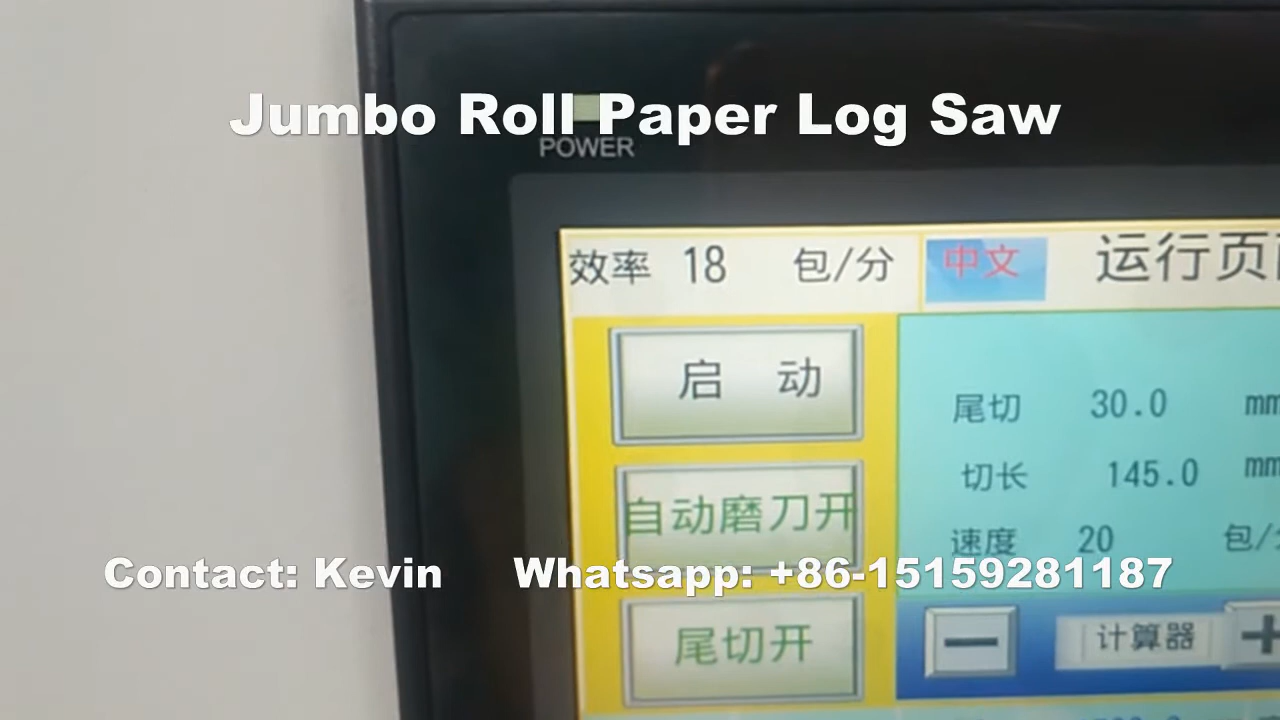 Jumbo Roll Paper Log Saw
POWER
效率 18 包/分 中文 运行页
启 动
尾切 30.0 mm
切长 145.0 mm
自动磨刀开
速度 20 包/
Contact: Kevin Whatsapp: +86-15159281187
尾切开
计算器